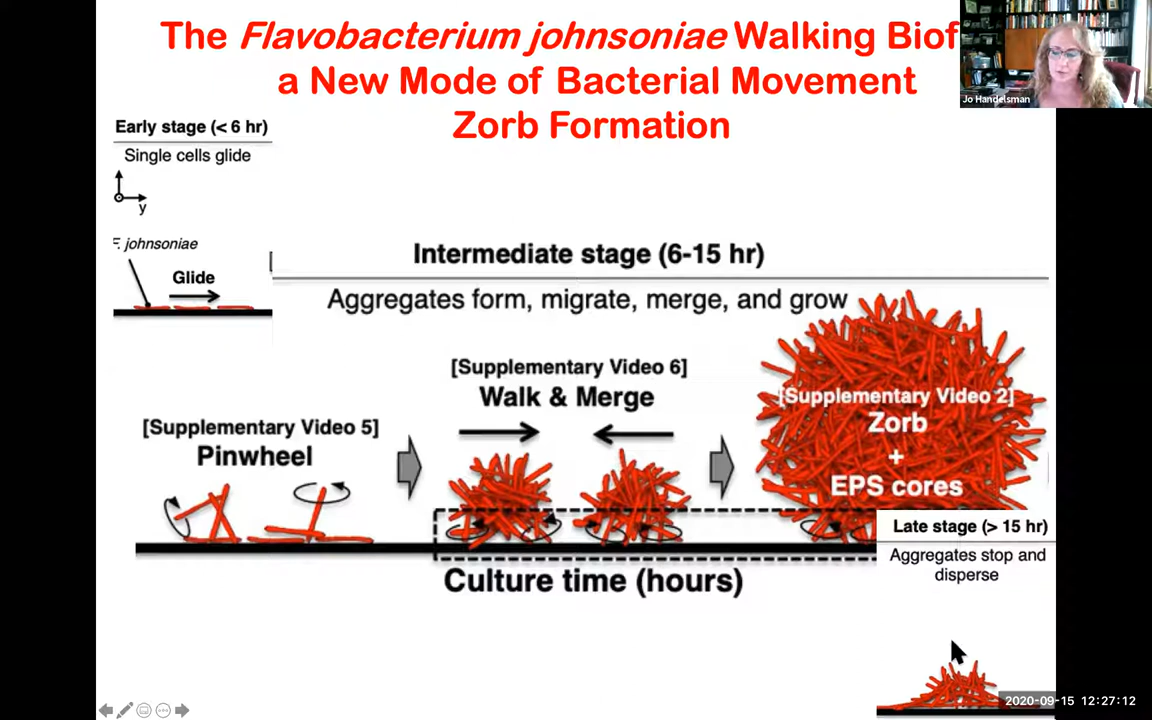 The Flavobacterium johnsoniae Walking Biof
a New Mode of Bacterial Movement
Zorb Formation
Jo Handelsman
Early stage (< 6 hr)
Single cells glide
y
F. johnsoniae
Glide
Intermediate stage (6-15 hr)
Aggregates form, migrate, merge, and grow
[Supplementary Video 5]
Pinwheel
[Supplementary Video 6]
Walk & Merge
[Supplementary Video 2]
Zorb
+
EPS cores
Culture time (hours)
Late stage (> 15 hr)
Aggregates stop and
disperse
2020-09-15 12:27:12